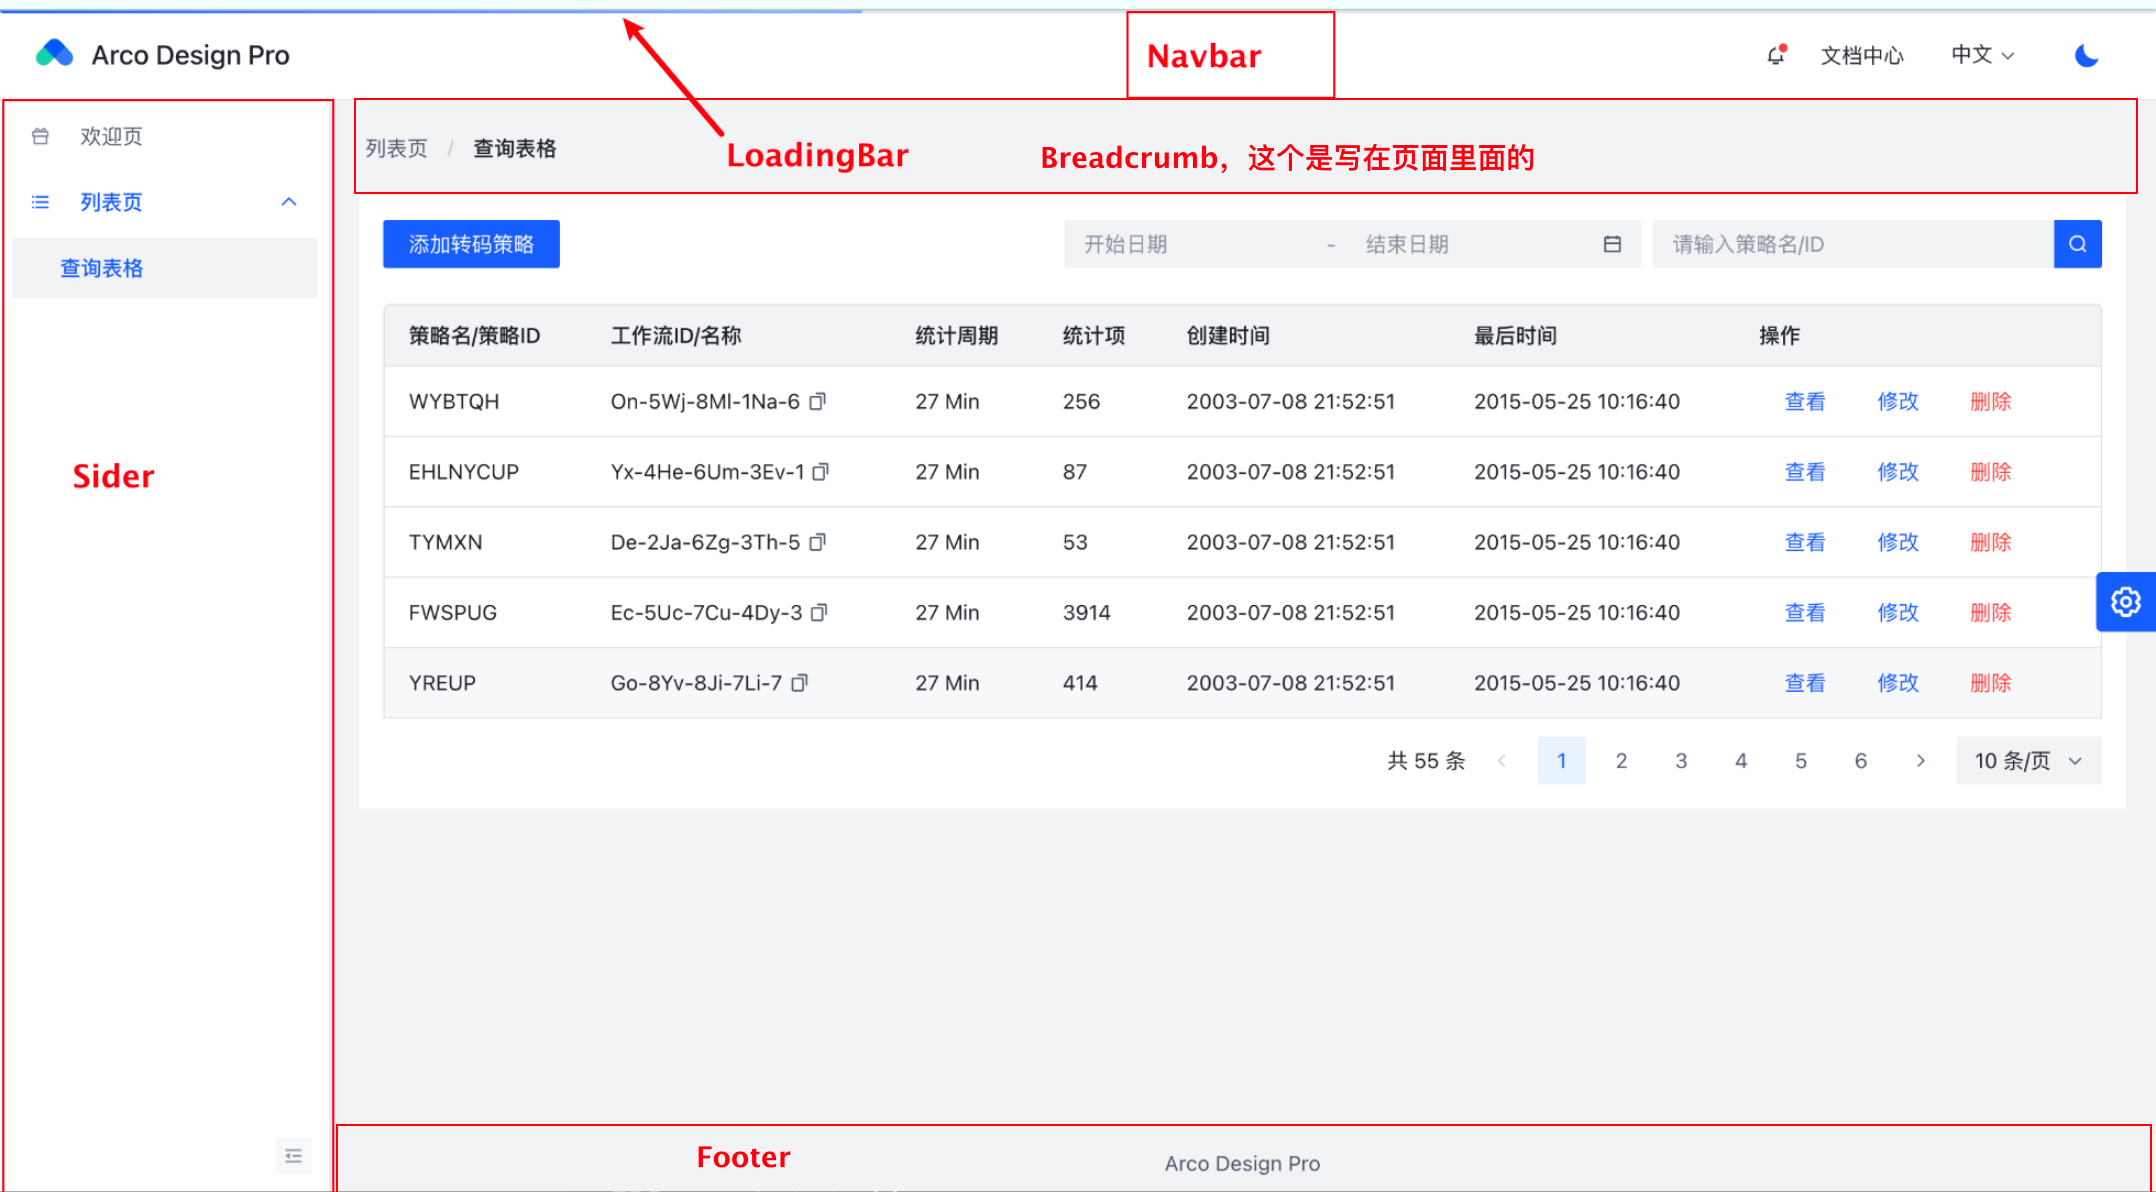 Arco Design Pro
Navbar
文档中心
中文
欢迎页
列表页
查询表格
Sider
列表页 / 查询表格
LoadingBar
Breadcrumb，这个是写在页面里面的
添加转码策略
开始日期 - 结束日期
请输入策略名/ID
策略名/策略ID 工作流ID/名称 统计周期 统计项 创建时间 最后时间 操作
WYBTQH On-5Wj-8Ml-1Na-6 27 Min 256 2003-07-08 21:52:51 2015-05-25 10:16:40 查看 修改 删除
EHLNYCUP Yx-4He-6Um-3Ev-1 27 Min 87 2003-07-08 21:52:51 2015-05-25 10:16:40 查看 修改 删除
TYMXN De-2Ja-6Zg-3Th-5 27 Min 53 2003-07-08 21:52:51 2015-05-25 10:16:40 查看 修改 删除
FWSPUG Ec-5Uc-7Cu-4Dy-3 27 Min 3914 2003-07-08 21:52:51 2015-05-25 10:16:40 查看 修改 删除
YREUP Go-8Yv-8Ji-7Li-7 27 Min 414 2003-07-08 21:52:51 2015-05-25 10:16:40 查看 修改 删除
共 55 条 1 2 3 4 5 6 10 条/页
Footer
Arco Design Pro